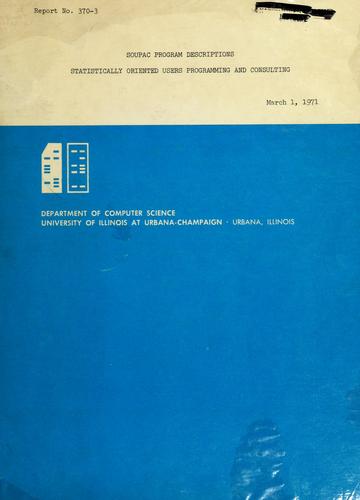 Report No. 370-3
SOUPAC PROGRAM DESCRIPTIONS
STATISTICALLY ORIENTED USERS PROGRAMMING AND CONSULTING
March 1, 1971
DEPARTMENT OF COMPUTER SCIENCE
UNIVERSITY OF ILLINOIS AT URBANA-CHAMPAIGN · URBANA, ILLINOIS